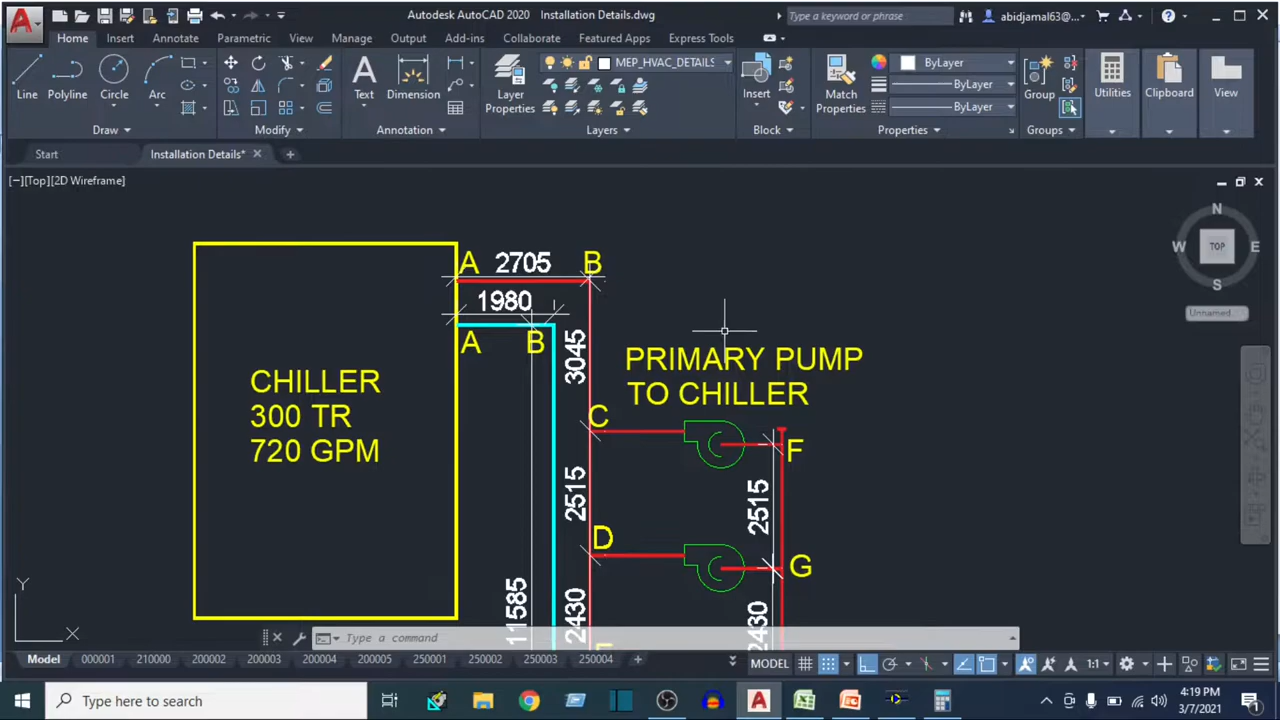 Autodesk AutoCAD 2020 Installation Details.dwg
Type a keyword or phrase
abidjamal63@...
Home Insert Annotate Parametric View Manage Output Add-ins Collaborate Featured Apps Express Tools
MEP_HVAC_DETAILS
ByLayer
ByLayer
ByLayer
Line Polyline Circle Arc Text Dimension Layer Properties Insert Match Properties Group Utilities Clipboard View
Draw Modify Annotation Layers Block Properties Groups
Start Installation Details*
[−][Top][2D Wireframe]
N
W TOP E
S
Unnamed...
A 2705 B
1980
A B
3045
PRIMARY PUMP
TO CHILLER
CHILLER
300 TR
720 GPM
C
F
2515
2515
D
G
11585
2430
2430
Y
X
Type a command
Model 000001 210000 200002 200003 200004 200005 250001 250002 250003 250004
MODEL 1:1
Type here to search
4:19 PM
3/7/2021
1